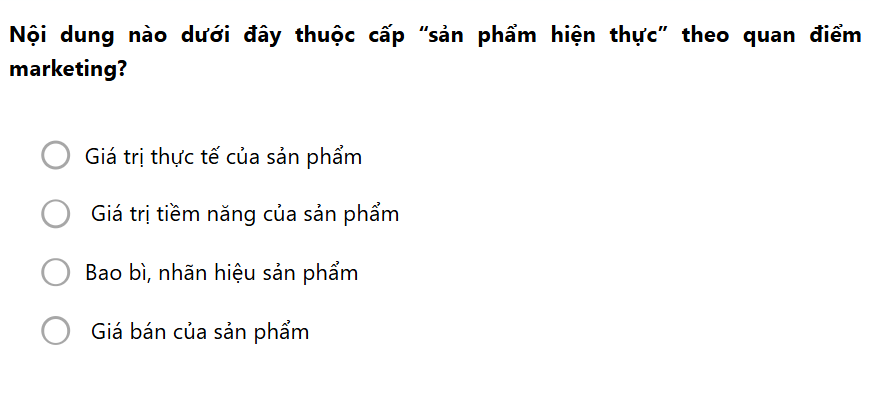 Nội dung nào dưới đây thuộc cấp “sản phẩm hiện thực” theo quan điểm
marketing?
Giá trị thực tế của sản phẩm
Giá trị tiềm năng của sản phẩm
Bao bì, nhãn hiệu sản phẩm
Giá bán của sản phẩm